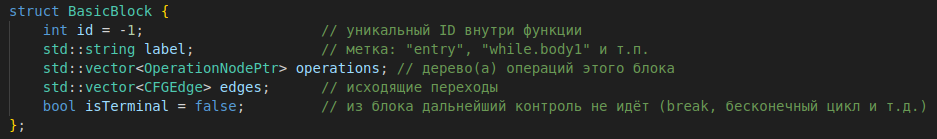 struct BasicBlock {
    int id = -1;                    // уникальный ID внутри функции
    std::string label;              // метка: "entry", "while.body1" и т.п.
    std::vector<OperationNodePtr> operations; // дерево(а) операций этого блока
    std::vector<CFGEdge> edges;     // исходящие переходы
    bool isTerminal = false;        // из блока дальнейший контроль не идёт (break, бесконечный цикл и т.д.)
};